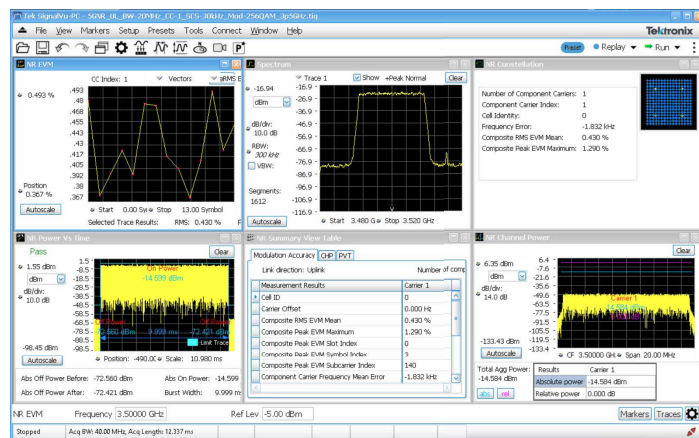 Tek SignalVu-PC - 5GNR_UL_BW-20MHz_CC-1_SCS-30kHz_Mod-256QAM_3p5GHz.tiq
File View Markers Setup Presets Tools Connect Window Help
Tektronix
Preset Replay Run
NR EVM
CC Index: 1 Vectors aRMS E
0.493 %
.493
.48
.467
.455
.442
.43
.417
.405
.392
.38
.367
Position
0.367 %
Autoscale
Start 0.00 Sy Stop 13.00 Symbol
Selected Trace Results: RMS: 0.430 % P
Spectrum
Trace 1 Show +Peak Normal Clear
-16.94
dBm
dB/div:
10.0 dB
RBW:
300 kHz
VBW:
Segments:
1612
Autoscale
-16.9
-26.9
-36.9
-46.9
-56.9
-66.9
-76.9
-86.9
-96.9
-106.9
-116.9
Start 3.480 G Stop 3.520 GHz
NR Constellation
Number of Component Carriers: 1
Component Carrier Index: 1
Cell Identity: 0
Frequency Error: -1.832 kHz
Composite RMS EVM Mean: 0.430 %
Composite Peak EVM Maximum: 1.290 %
NR Power Vs Time
Pass
Clear
1.55 dBm
dBm
dB/div:
10.0 dB
-98.45 dBm
Autoscale
1.5
-8.5
-18.5
-28.5
-38.5
-48.5
-58.5
-68.5
-78.5
-88.5
-98.5
On Power
-14.599 dBm
9.999 ms
-72.421 dBm
Limit Trace
Position: -490.0 Scale: 10.980 ms
Abs Off Power Before: -72.560 dBm Abs On Power: -14.599
Abs Off Power After: -72.421 dBm Burst Width: 9.999 m
NR Summary View Table
Modulation Accuracy CHP PVT
Link direction: Uplink Number of comp
Measurement Results Carrier 1
Cell ID 0
Carrier Offset 0.000 Hz
Composite RMS EVM Mean 0.430 %
Composite Peak EVM Maximum 1.290 %
Composite Peak EVM Slot Index 0
Composite Peak EVM Symbol Index 3
Composite Peak EVM Subcarrier Index 140
Component Carrier Frequency Mean Error -1.832 kHz
NR Channel Power
Clear
6.35 dBm
dBm
dB/div:
14.0 dB
-133.43 dBm
Autoscale
6.4
-7.6
-21.6
-35.6
-49.6
-63.5
-77.5
-91.5
-105.5
-119.5
-133.4
Carrier 1
-14.584 dBm
CF 3.50000 GH Span 20.00 MHz
Total Agg Power:
-14.584 dBm
abs rel
Results Carrier 1
Absolute power -14.584 dBm
Relative power 0.000 dB
NR EVM Frequency 3.50000 GHz Ref Lev -5.00 dBm Markers Traces
Stopped Acq BW: 40.00 MHz, Acq Length: 12.337 ms